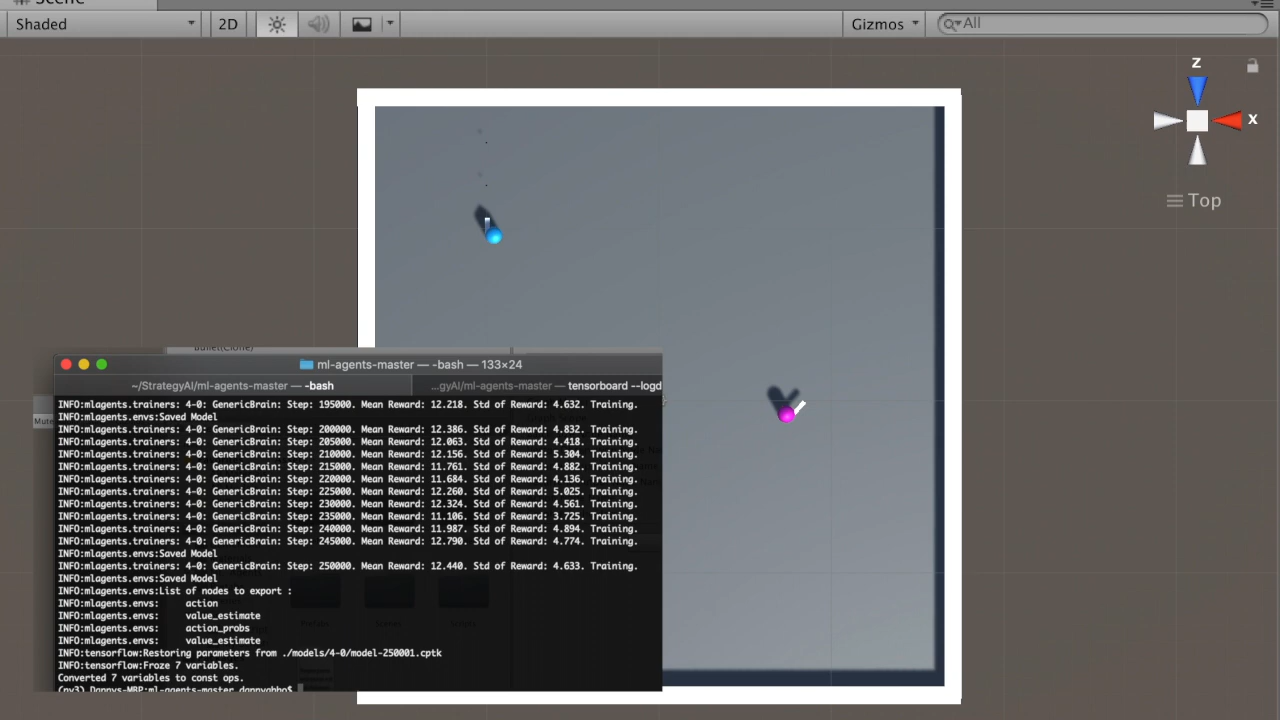 Scene
Shaded
2D
Gizmos
All
Z
X
Top
Bullet(Clone)
ml-agents-master — -bash — 133×24
~/StrategyAI/ml-agents-master — -bash
...gyAI/ml-agents-master — tensorboard --logd
Mute
INFO:mlagents.trainers: 4-0: GenericBrain: Step: 195000. Mean Reward: 12.218. Std of Reward: 4.632. Training.
INFO:mlagents.envs:Saved Model
INFO:mlagents.trainers: 4-0: GenericBrain: Step: 200000. Mean Reward: 12.386. Std of Reward: 4.832. Training.
INFO:mlagents.trainers: 4-0: GenericBrain: Step: 205000. Mean Reward: 12.063. Std of Reward: 4.418. Training.
INFO:mlagents.trainers: 4-0: GenericBrain: Step: 210000. Mean Reward: 12.156. Std of Reward: 5.304. Training.
INFO:mlagents.trainers: 4-0: GenericBrain: Step: 215000. Mean Reward: 11.761. Std of Reward: 4.882. Training.
INFO:mlagents.trainers: 4-0: GenericBrain: Step: 220000. Mean Reward: 11.684. Std of Reward: 4.136. Training.
INFO:mlagents.trainers: 4-0: GenericBrain: Step: 225000. Mean Reward: 12.260. Std of Reward: 5.025. Training.
INFO:mlagents.trainers: 4-0: GenericBrain: Step: 230000. Mean Reward: 12.324. Std of Reward: 4.561. Training.
INFO:mlagents.trainers: 4-0: GenericBrain: Step: 235000. Mean Reward: 11.106. Std of Reward: 3.725. Training.
INFO:mlagents.trainers: 4-0: GenericBrain: Step: 240000. Mean Reward: 11.987. Std of Reward: 4.894. Training.
INFO:mlagents.trainers: 4-0: GenericBrain: Step: 245000. Mean Reward: 12.790. Std of Reward: 4.774. Training.
INFO:mlagents.envs:Saved Model
INFO:mlagents.trainers: 4-0: GenericBrain: Step: 250000. Mean Reward: 12.440. Std of Reward: 4.633. Training.
INFO:mlagents.envs:Saved Model
INFO:mlagents.envs:List of nodes to export :
INFO:mlagents.envs: action
INFO:mlagents.envs: value_estimate
INFO:mlagents.envs: action_probs
INFO:mlagents.envs: value_estimate
INFO:tensorflow:Restoring parameters from ./models/4-0/model-250001.cptk
INFO:tensorflow:Froze 7 variables.
Converted 7 variables to const ops.
(py3) Dannys-MBP:ml-agents-master dannybho$